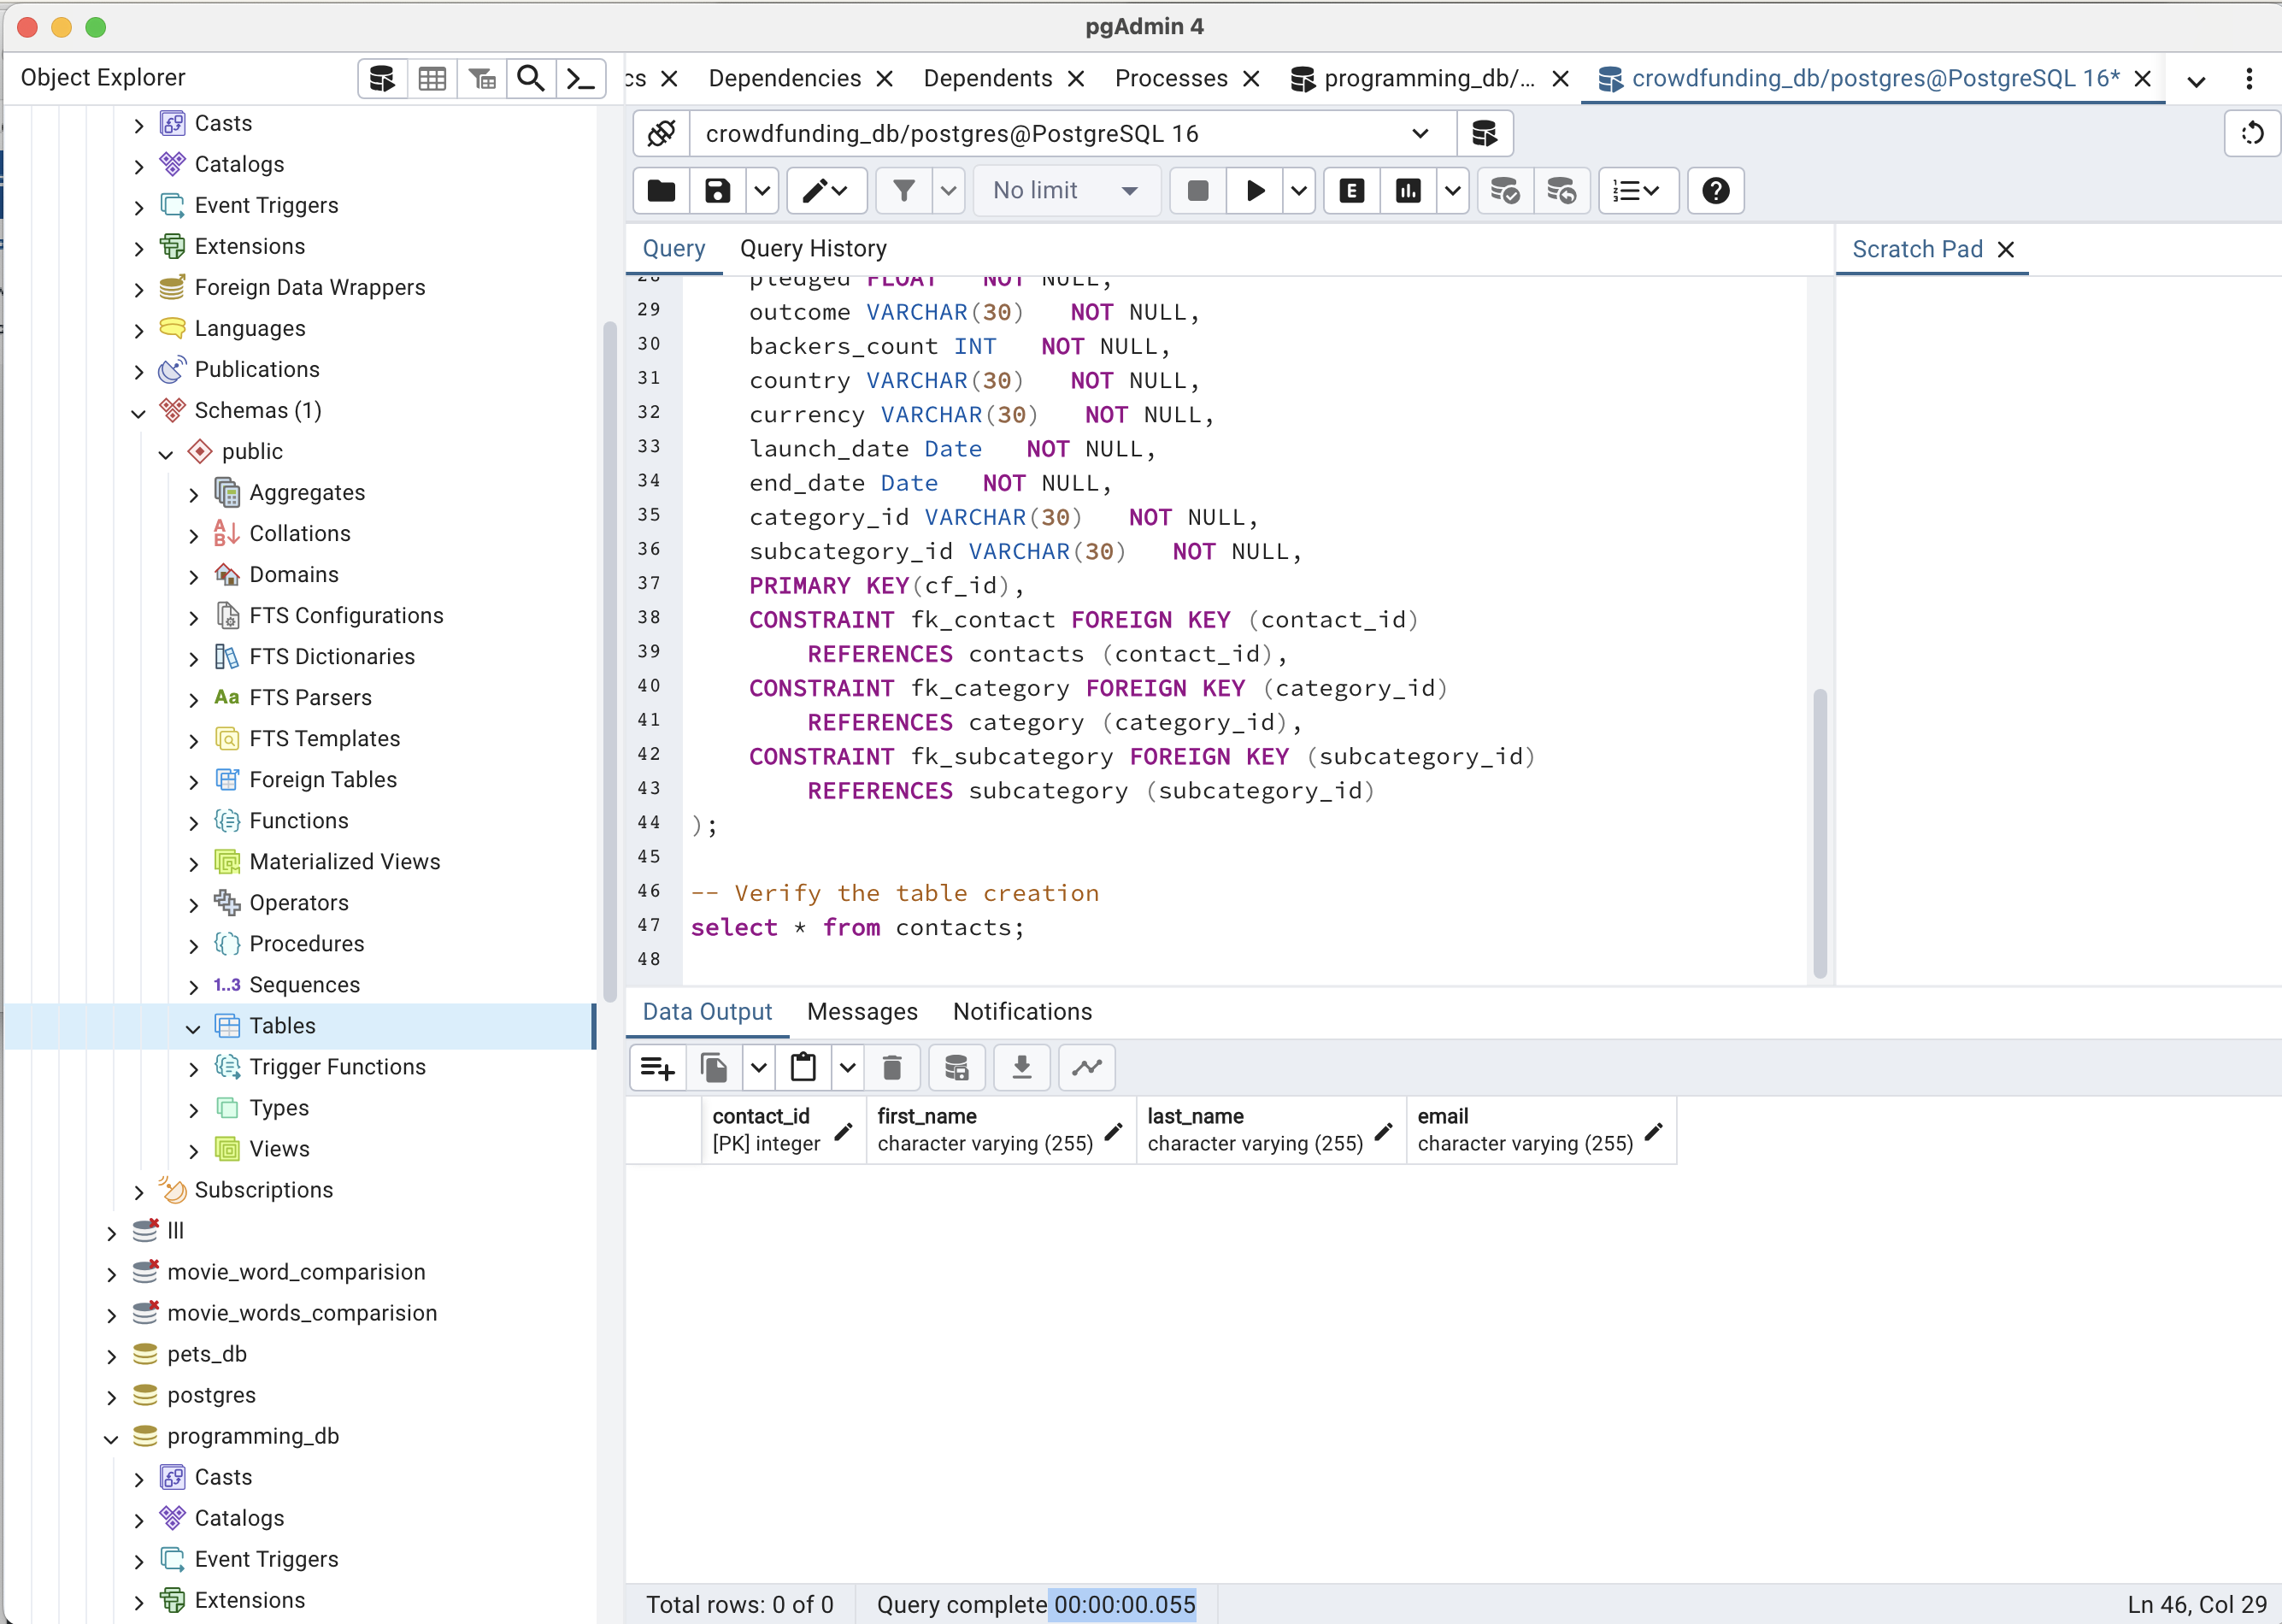 pgAdmin 4
Object Explorer
cs
Dependencies
Dependents
Processes
programming_db/...
crowdfunding_db/postgres@PostgreSQL 16*
Casts
Catalogs
Event Triggers
Extensions
Foreign Data Wrappers
Languages
Publications
Schemas (1)
public
Aggregates
Collations
Domains
FTS Configurations
FTS Dictionaries
Aa FTS Parsers
FTS Templates
Foreign Tables
Functions
Materialized Views
Operators
Procedures
1..3 Sequences
Tables
Trigger Functions
Types
Views
Subscriptions
lll
movie_word_comparision
movie_words_comparision
pets_db
postgres
programming_db
Casts
Catalogs
Event Triggers
Extensions
crowdfunding_db/postgres@PostgreSQL 16
No limit
E
Query
Query History
Scratch Pad
28 pledged FLOAT NOT NULL,
29 outcome VARCHAR(30) NOT NULL,
30 backers_count INT NOT NULL,
31 country VARCHAR(30) NOT NULL,
32 currency VARCHAR(30) NOT NULL,
33 launch_date Date NOT NULL,
34 end_date Date NOT NULL,
35 category_id VARCHAR(30) NOT NULL,
36 subcategory_id VARCHAR(30) NOT NULL,
37 PRIMARY KEY(cf_id),
38 CONSTRAINT fk_contact FOREIGN KEY (contact_id)
39 REFERENCES contacts (contact_id),
40 CONSTRAINT fk_category FOREIGN KEY (category_id)
41 REFERENCES category (category_id),
42 CONSTRAINT fk_subcategory FOREIGN KEY (subcategory_id)
43 REFERENCES subcategory (subcategory_id)
44 );
45
46 -- Verify the table creation
47 select * from contacts;
48
Data Output
Messages
Notifications
contact_id
[PK] integer
first_name
character varying (255)
last_name
character varying (255)
email
character varying (255)
Total rows: 0 of 0
Query complete 00:00:00.055
Ln 46, Col 29